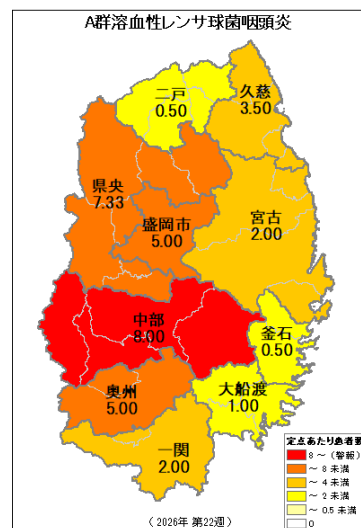 A群溶血性レンサ球菌咽頭炎
二戸
0.50
久慈
3.50
県央
7.33
盛岡市
5.00
宮古
2.00
中部
8.00
釜石
0.50
奥州
5.00
大船渡
1.00
一関
2.00
定点あたり患者数
8～（警報）
～8未満
～4未満
～2未満
～0.5未満
0
（2026年 第22週）